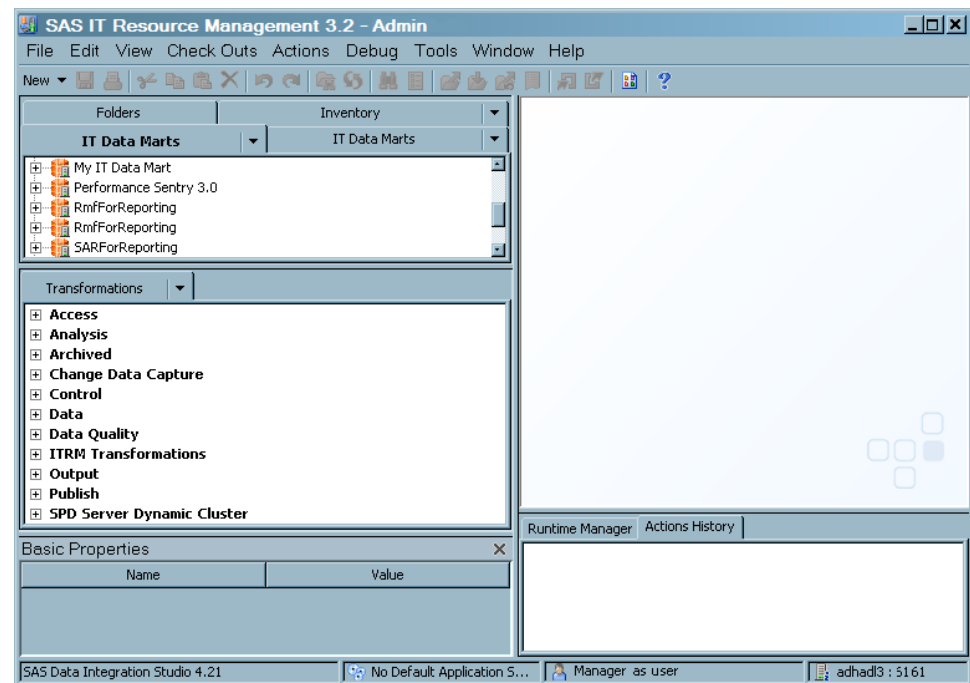 SAS IT Resource Management 3.2 - Admin
File Edit View Check Outs Actions Debug Tools Window Help
New
Folders Inventory
IT Data Marts IT Data Marts
My IT Data Mart
Performance Sentry 3.0
RmfForReporting
RmfForReporting
SARForReporting
Transformations
Access
Analysis
Archived
Change Data Capture
Control
Data
Data Quality
ITRM Transformations
Output
Publish
SPD Server Dynamic Cluster
Runtime Manager Actions History
Basic Properties
Name Value
SAS Data Integration Studio 4.21 No Default Application S... Manager as user adhadl3 : 6161